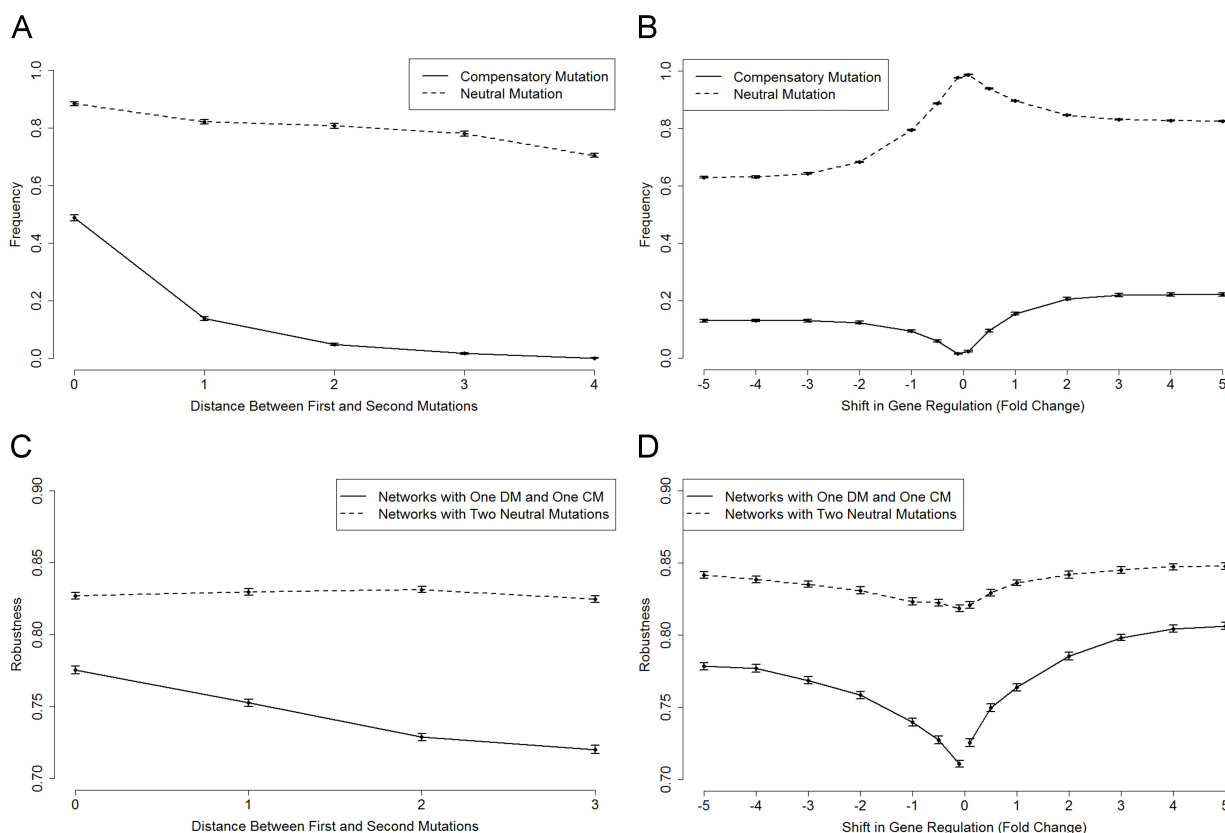 A
Compensatory Mutation
Neutral Mutation
Frequency
1.0
0.8
0.6
0.4
0.2
0.0
0 1 2 3 4
Distance Between First and Second Mutations
B
Compensatory Mutation
Neutral Mutation
Frequency
1.0
0.8
0.6
0.4
0.2
0.0
-5 -4 -3 -2 -1 0 1 2 3 4 5
Shift in Gene Regulation (Fold Change)
C
Networks with One DM and One CM
Networks with Two Neutral Mutations
Robustness
0.90
0.85
0.80
0.75
0.70
0 1 2 3
Distance Between First and Second Mutations
D
Networks with One DM and One CM
Networks with Two Neutral Mutations
Robustness
0.90
0.85
0.80
0.75
0.70
-5 -4 -3 -2 -1 0 1 2 3 4 5
Shift in Gene Regulation (Fold Change)